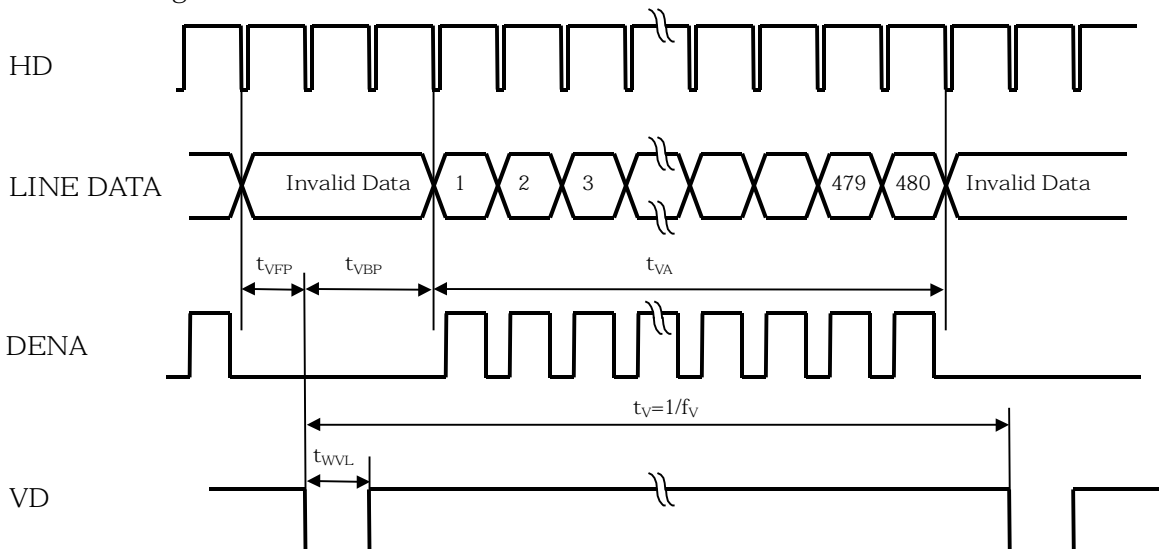 HD
LINE DATA
Invalid Data 1 2 3 479 480 Invalid Data
tVFP tVBP tVA
DENA
tV=1/fV
tWVL
VD